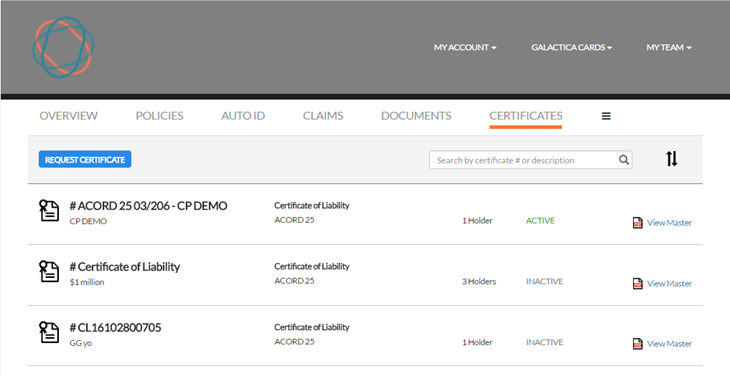 MY ACCOUNT GALACTICA CARDS MY TEAM
OVERVIEW POLICIES AUTO ID CLAIMS DOCUMENTS CERTIFICATES
REQUEST CERTIFICATE Search by certificate # or description
# ACORD 25 03/206 - CP DEMO Certificate of Liability
CP DEMO ACORD 25 1 Holder ACTIVE View Master
# Certificate of Liability Certificate of Liability
$1 million ACORD 25 3 Holders INACTIVE View Master
# CL16102800705 Certificate of Liability
GG yo ACORD 25 1 Holder INACTIVE View Master